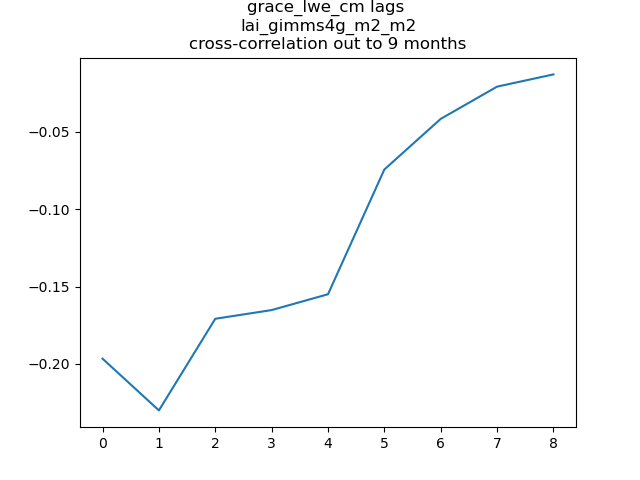 grace_lwe_cm lags
lai_gimms4g_m2_m2
cross-correlation out to 9 months
−0.05
−0.10
−0.15
−0.20
0 1 2 3 4 5 6 7 8